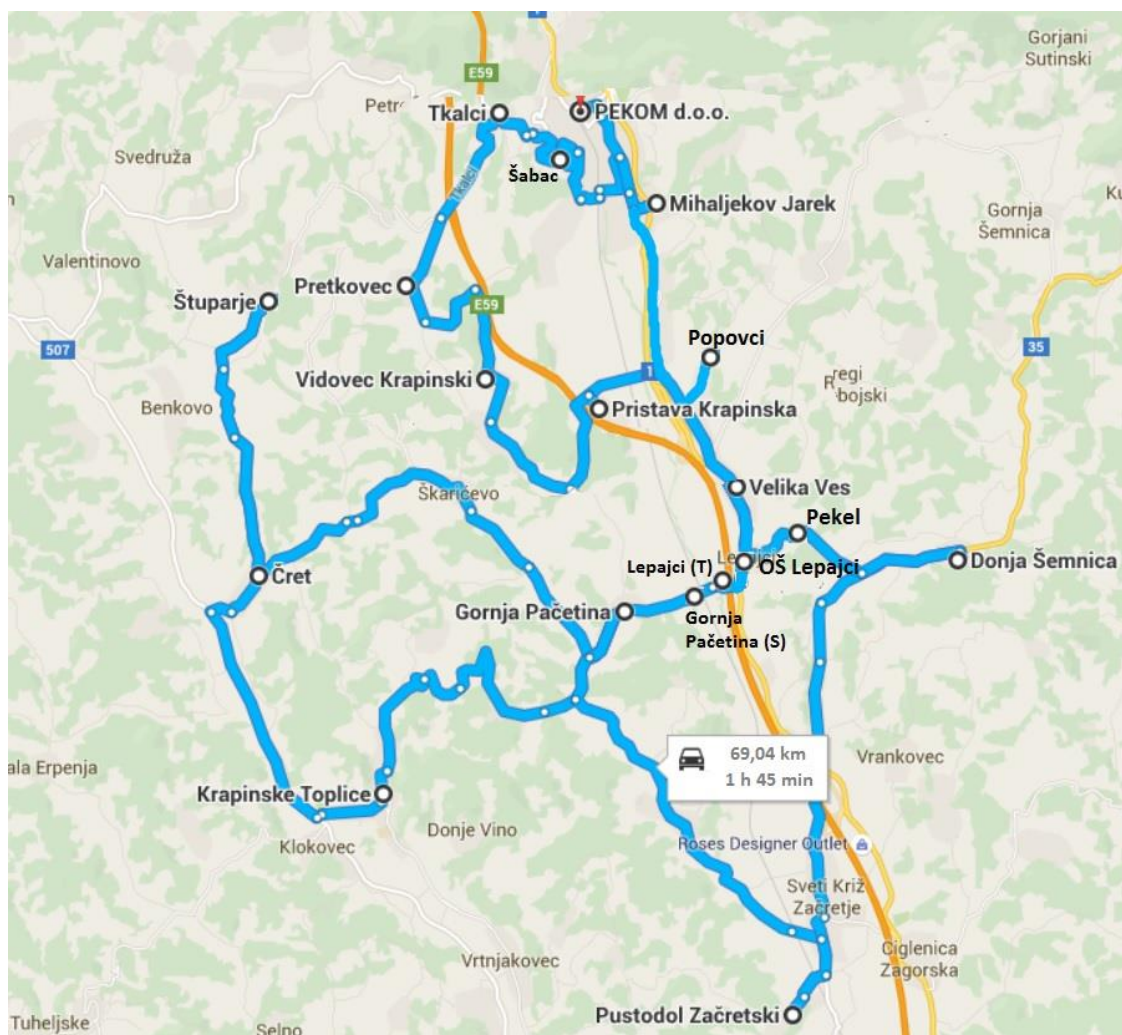 Gorjani
Sutinski
E59
Tkalci
PEKOM d.o.o.
Svedruža
Šabac
Tkalci
Mihaljekov Jarek
Gornja
Šemnica
Valentinovo
Pretkovec
Štuparje
E59
507
35
Popovci
1
Vidovec Krapinski
Benkovo
Pristava Krapinska
Škarićevo
Velika Ves
Pekel
Čret
Lepajci (T)
OŠ Lepajci
Donja Šemnica
Gornja Pačetina
Gornja
Pačetina (S)
69,04 km
1 h 45 min
Vrankovec
Krapinske Toplice
Donje Vino
Klokovec
Roses Designer Outlet
Sveti Križ
Začretje
Ciglenica
Zagorska
Vrtnjakovec
Pustodol Začretski
Tuheljske